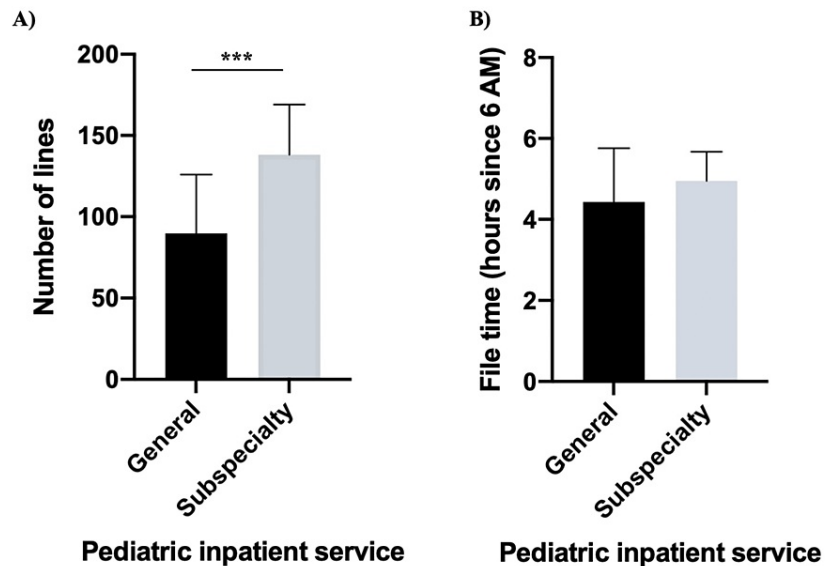 A)
Number of lines
200
150
100
50
0
***
General
Subspecialty
Pediatric inpatient service
B)
File time (hours since 6 AM)
8
6
4
2
0
General
Subspecialty
Pediatric inpatient service